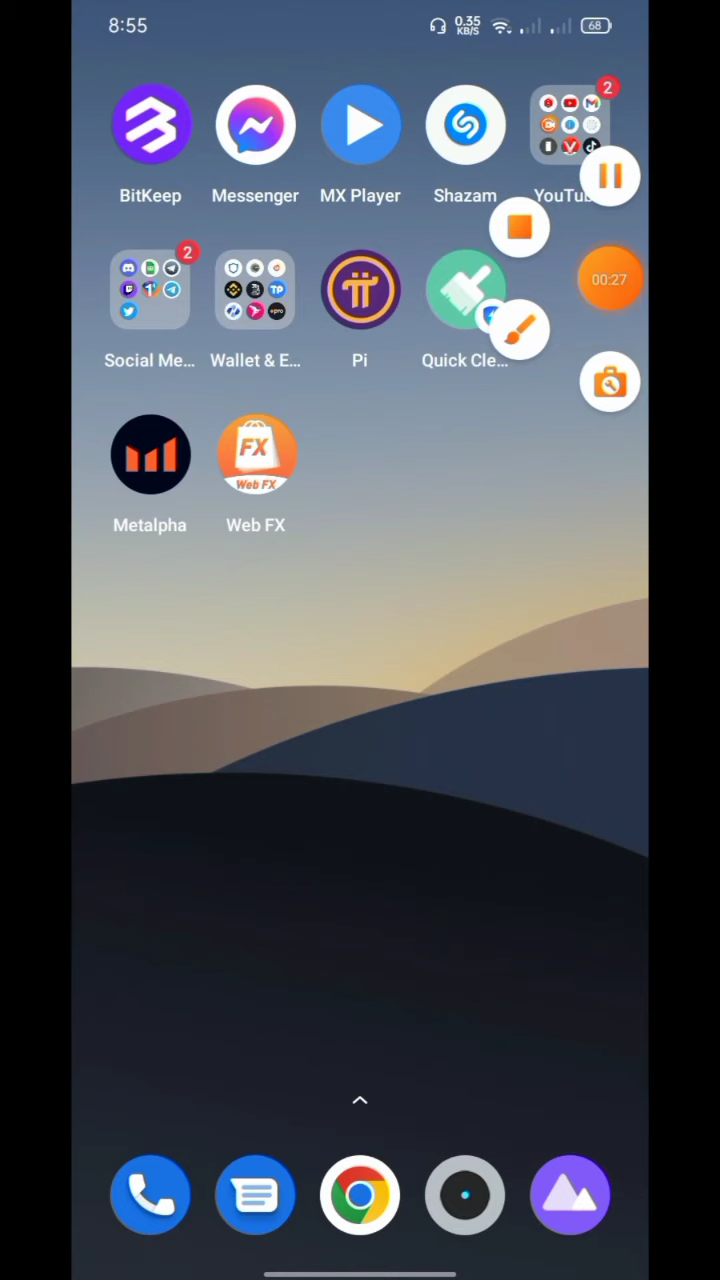 8:55
0.35
KB/S
68
BitKeep
Messenger
MX Player
Shazam
YouTu
2
00:27
2
Social Me...
Wallet & E...
Pi
Quick Cle...
Metalpha
FX
Web FX
Web FX